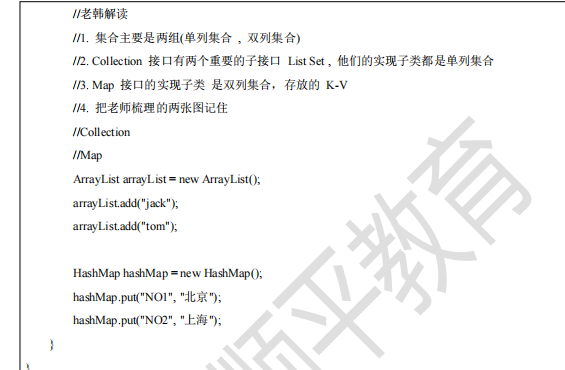 //老韩解读
//1. 集合主要是两组(单列集合 , 双列集合)
//2. Collection 接口有两个重要的子接口 List Set , 他们的实现子类都是单列集合
//3. Map 接口的实现子类 是双列集合，存放的 K-V
//4. 把老师梳理的两张图记住
//Collection
//Map
ArrayList arrayList = new ArrayList();
arrayList.add("jack");
arrayList.add("tom");
HashMap hashMap = new HashMap();
hashMap.put("NO1", "北京");
hashMap.put("NO2", "上海");
}
}
顺平教育